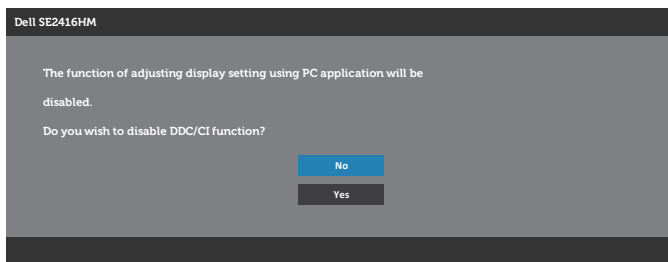 Dell SE2416HM
The function of adjusting display setting using PC application will be
disabled.
Do you wish to disable DDC/CI function?
No
Yes